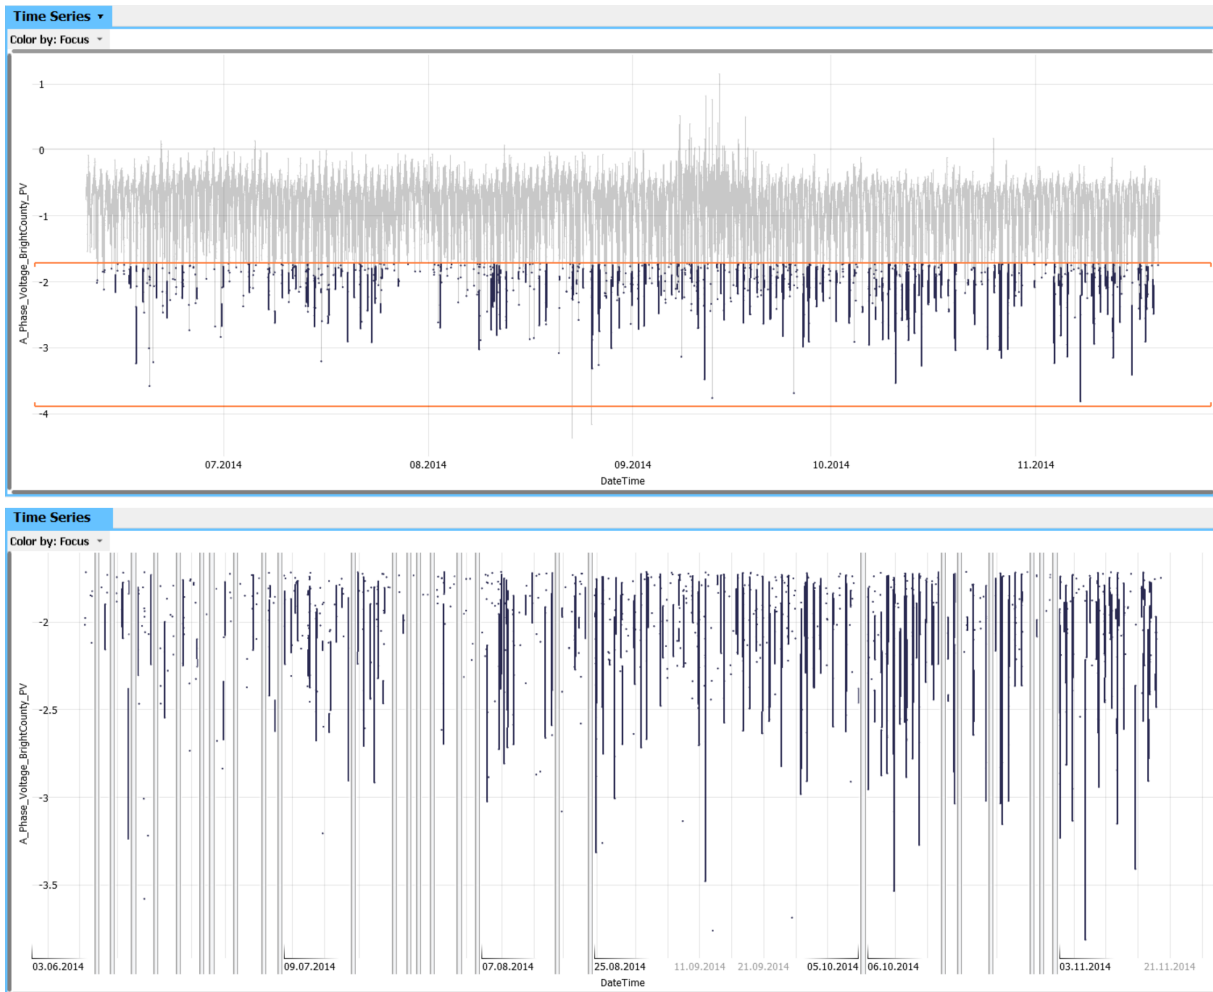 Time Series
Color by: Focus
1
0
-1
-2
-3
-4
A_Phase_Voltage_BrightCounty_PV
07.2014 08.2014 09.2014 10.2014 11.2014
DateTime
Time Series
Color by: Focus
-2
-2.5
-3
-3.5
A_Phase_Voltage_BrightCounty_PV
03.06.2014 09.07.2014 07.08.2014 25.08.2014 11.09.2014 21.09.2014 05.10.2014 06.10.2014 03.11.2014 21.11.2014
DateTime